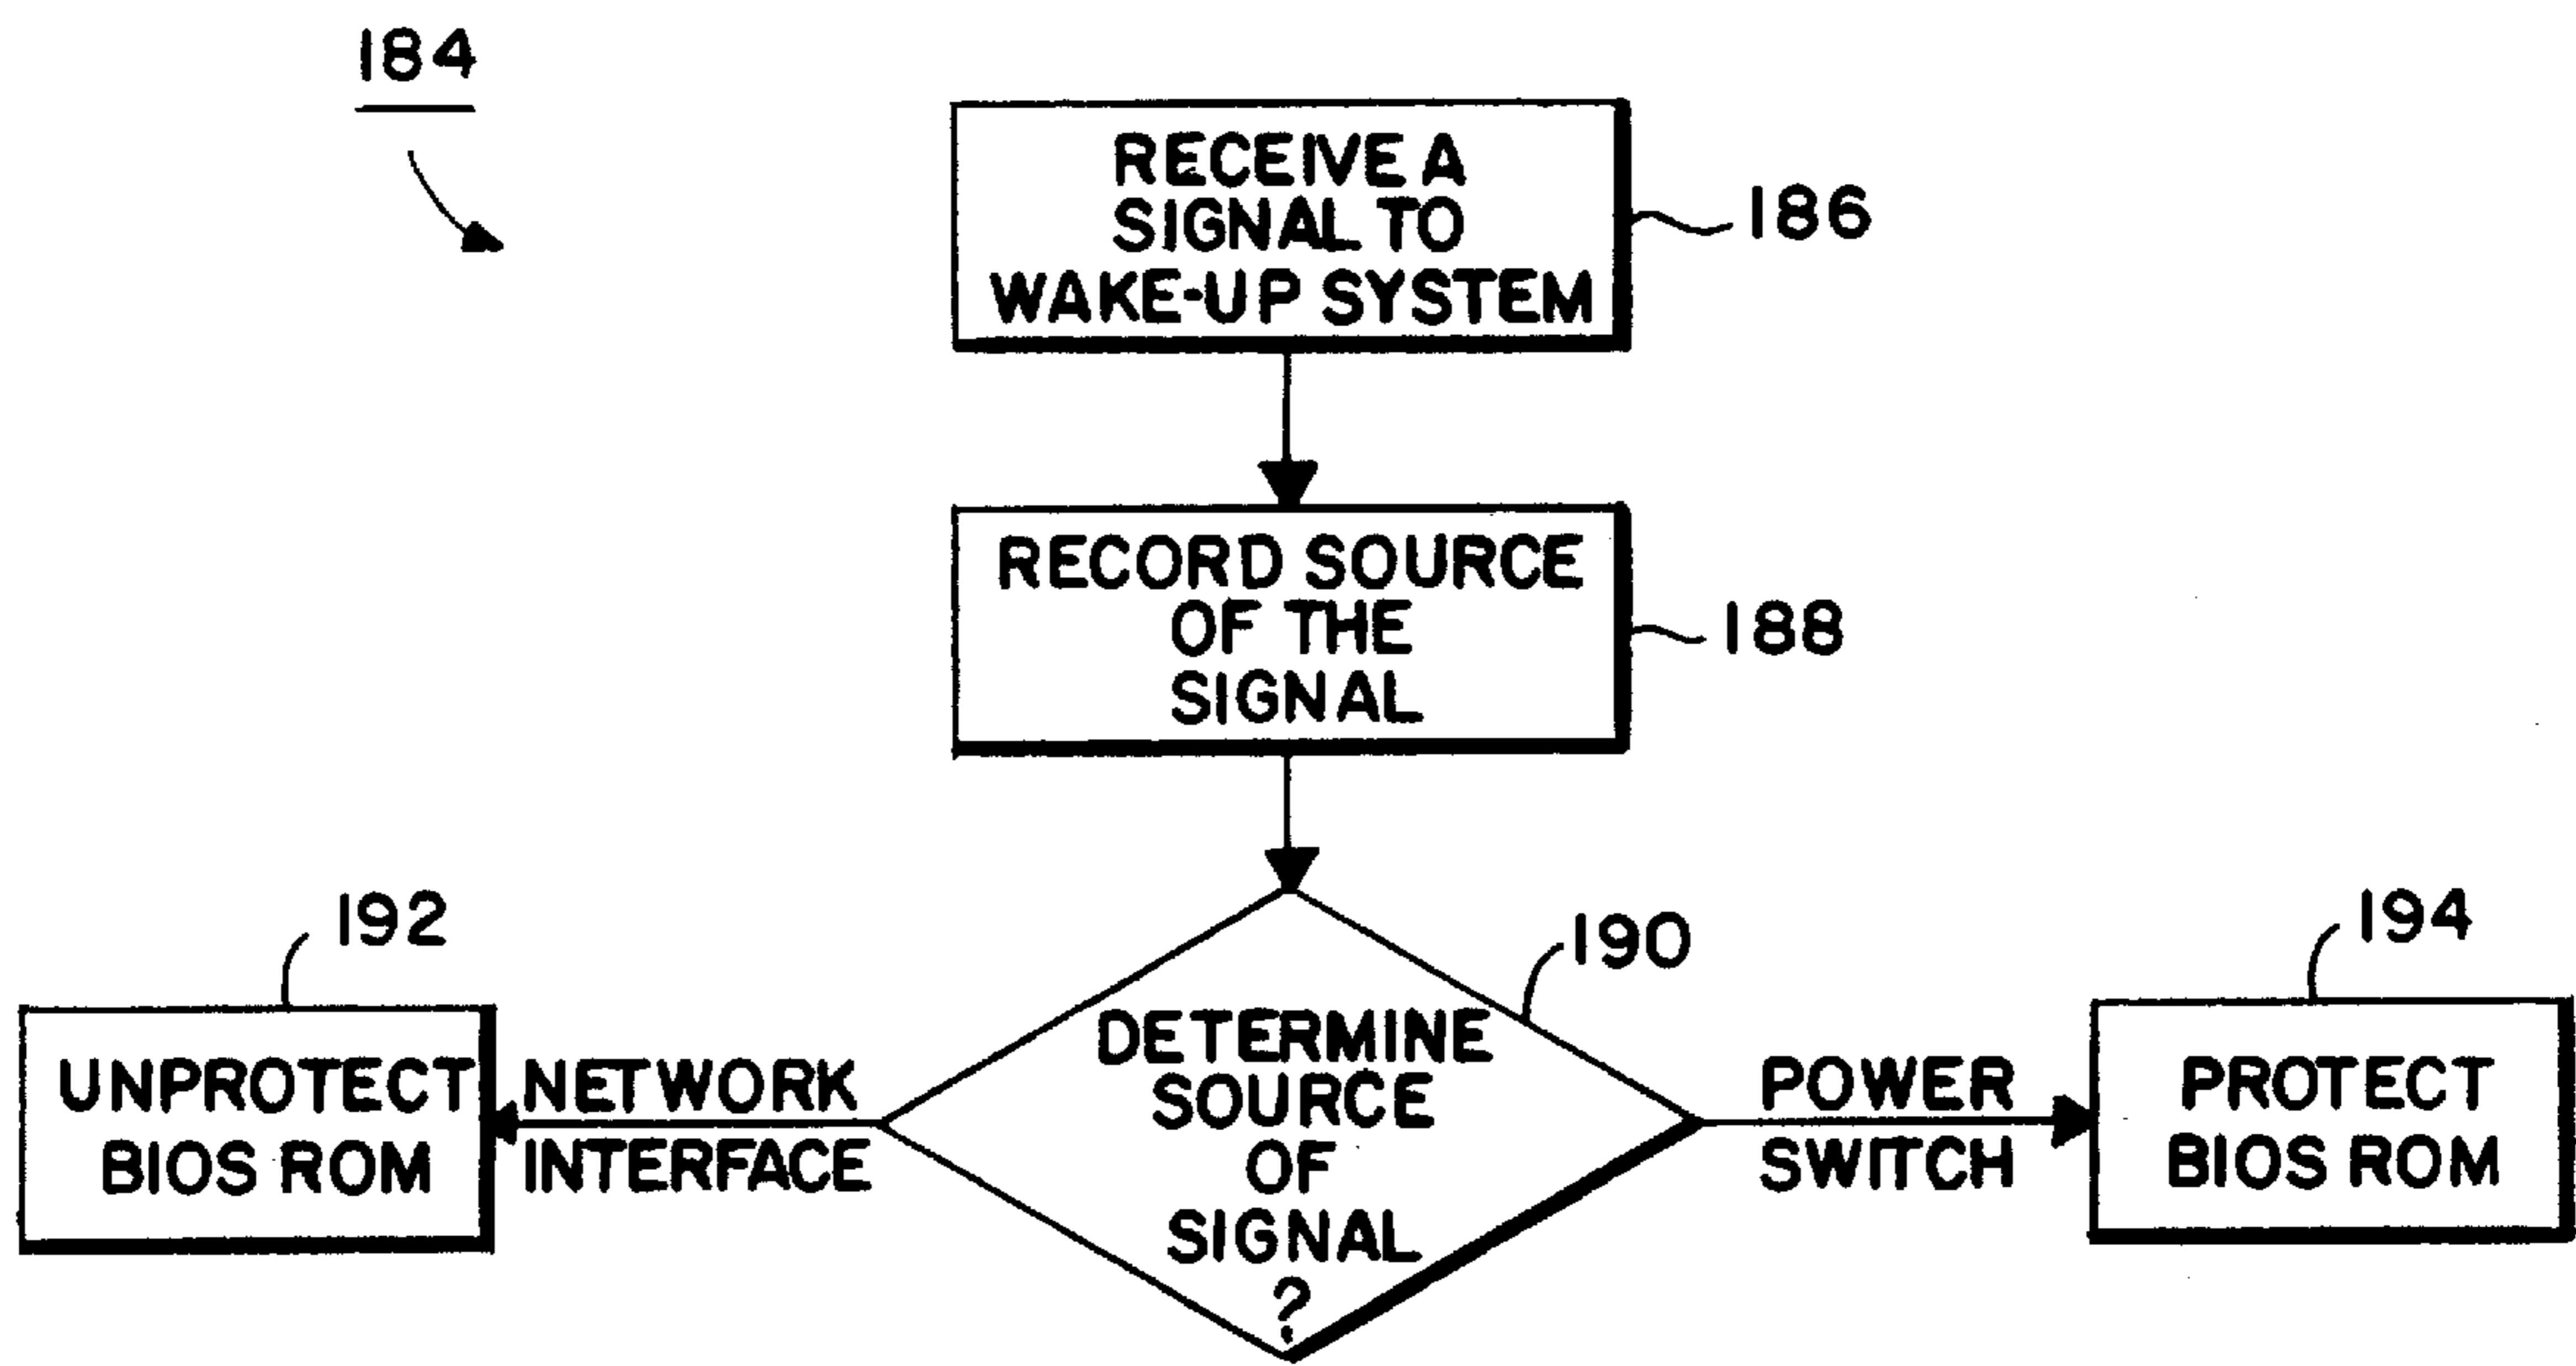 184
RECEIVE A
SIGNAL TO
WAKE-UP SYSTEM
186
RECORD SOURCE
OF THE
SIGNAL
188
192
190
194
UNPROTECT
BIOS ROM
NETWORK
INTERFACE
DETERMINE
SOURCE
OF
SIGNAL
?
POWER
SWITCH
PROTECT
BIOS ROM